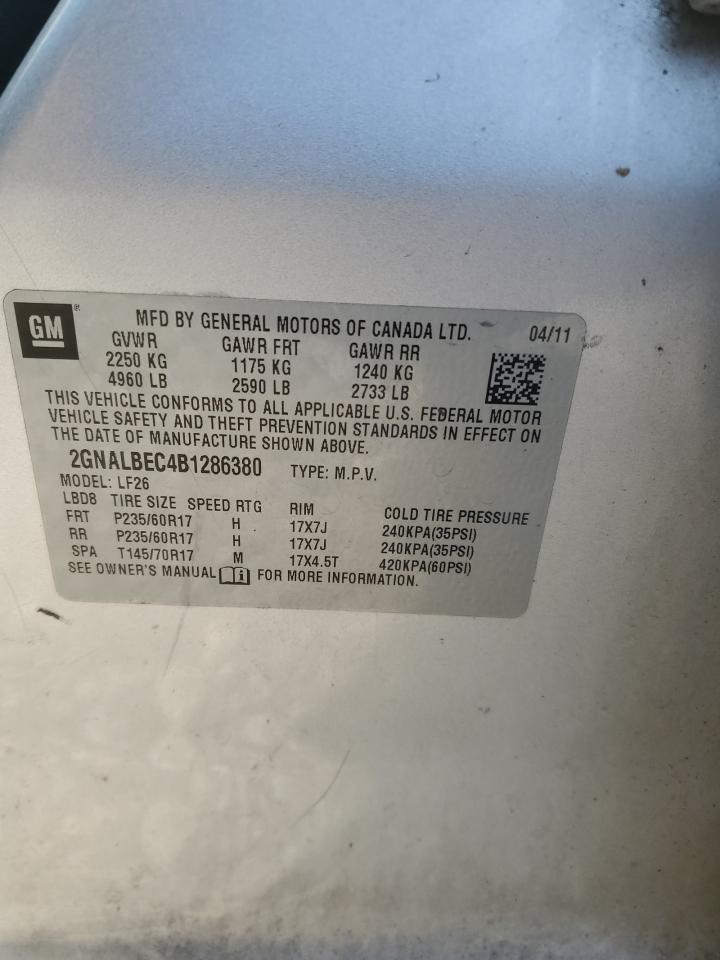 GM ®
MFD BY GENERAL MOTORS OF CANADA LTD. 04/11
GVWR GAWR FRT GAWR RR
2250 KG 1175 KG 1240 KG
4960 LB 2590 LB 2733 LB
THIS VEHICLE CONFORMS TO ALL APPLICABLE U.S. FEDERAL MOTOR
VEHICLE SAFETY AND THEFT PREVENTION STANDARDS IN EFFECT ON
THE DATE OF MANUFACTURE SHOWN ABOVE.
2GNALBEC4B1286380 TYPE: M.P.V.
MODEL: LF26
LBD8 TIRE SIZE SPEED RTG RIM COLD TIRE PRESSURE
FRT P235/60R17 H 17X7J 240KPA(35PSI)
RR P235/60R17 H 17X7J 240KPA(35PSI)
SPA T145/70R17 M 17X4.5T 420KPA(60PSI)
SEE OWNER'S MANUAL i FOR MORE INFORMATION.